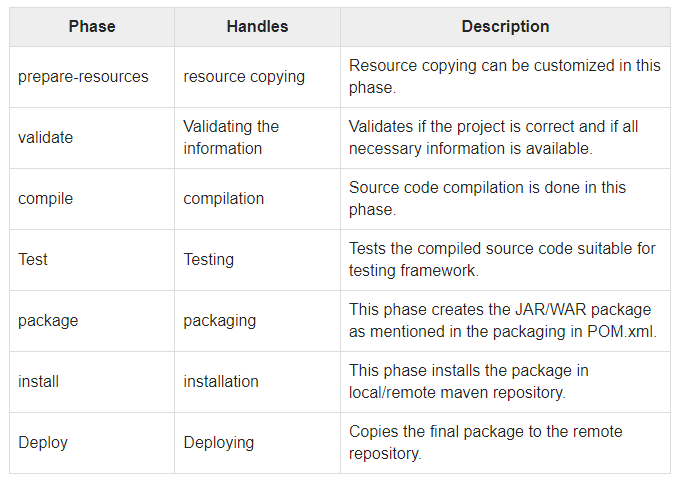 Phase Handles Description
prepare-resources resource copying Resource copying can be customized in this
phase.
validate Validating the
information Validates if the project is correct and if all
necessary information is available.
compile compilation Source code compilation is done in this
phase.
Test Testing Tests the compiled source code suitable for
testing framework.
package packaging This phase creates the JAR/WAR package
as mentioned in the packaging in POM.xml.
install installation This phase installs the package in
local/remote maven repository.
Deploy Deploying Copies the final package to the remote
repository.